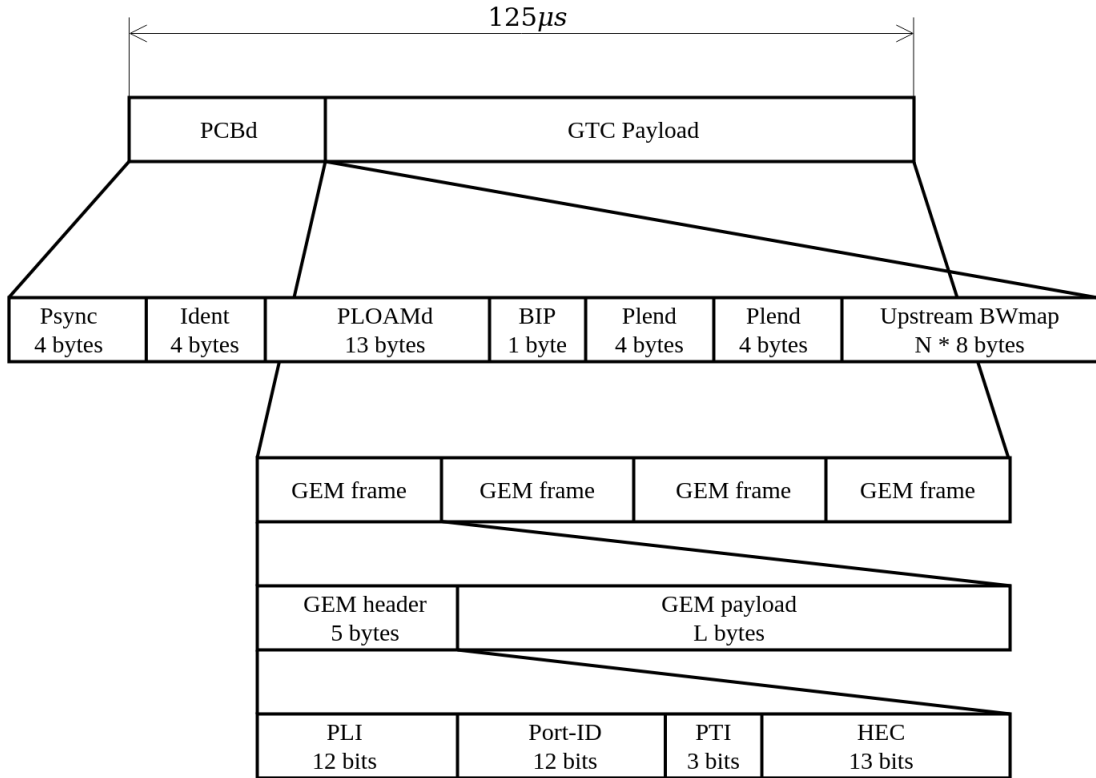 125μs
PCBd
GTC Payload
Psync
4 bytes
Ident
4 bytes
PLOAMd
13 bytes
BIP
1 byte
Plend
4 bytes
Plend
4 bytes
Upstream BWmap
N * 8 bytes
GEM frame
GEM frame
GEM frame
GEM frame
GEM header
5 bytes
GEM payload
L bytes
PLI
12 bits
Port-ID
12 bits
PTI
3 bits
HEC
13 bits